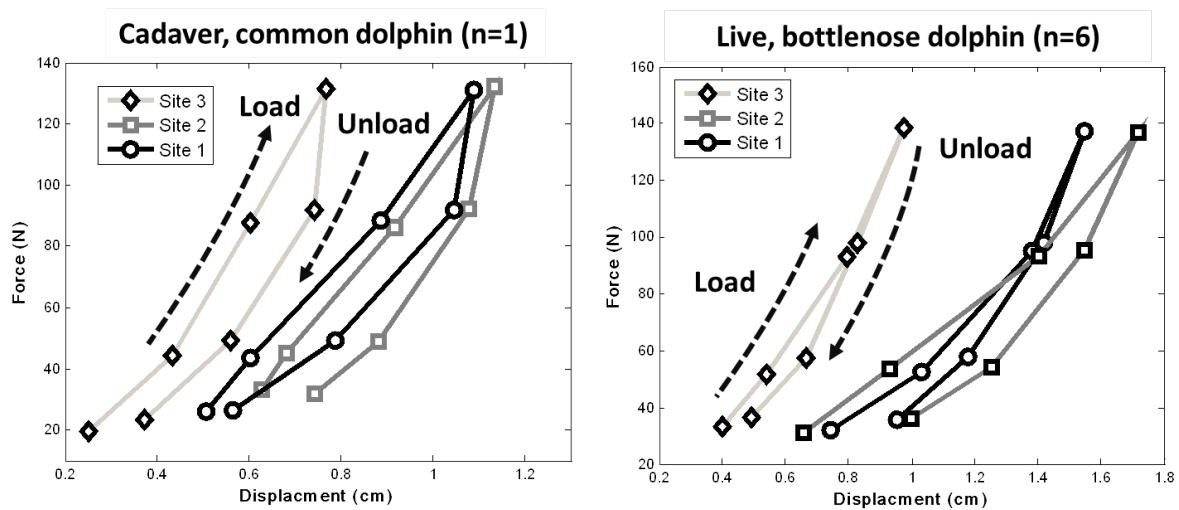 Cadaver, common dolphin (n=1)
140
120
100
80
60
40
20
0.2
0.4
0.6
0.8
1
1.2
Force (N)
Displacment (cm)
Site 3
Site 2
Site 1
Load
Unload
Live, bottlenose dolphin (n=6)
160
140
120
100
80
60
40
20
0.2
0.4
0.6
0.8
1
1.2
1.4
1.6
1.8
Force (N)
Displacment (cm)
Site 3
Site 2
Site 1
Load
Unload